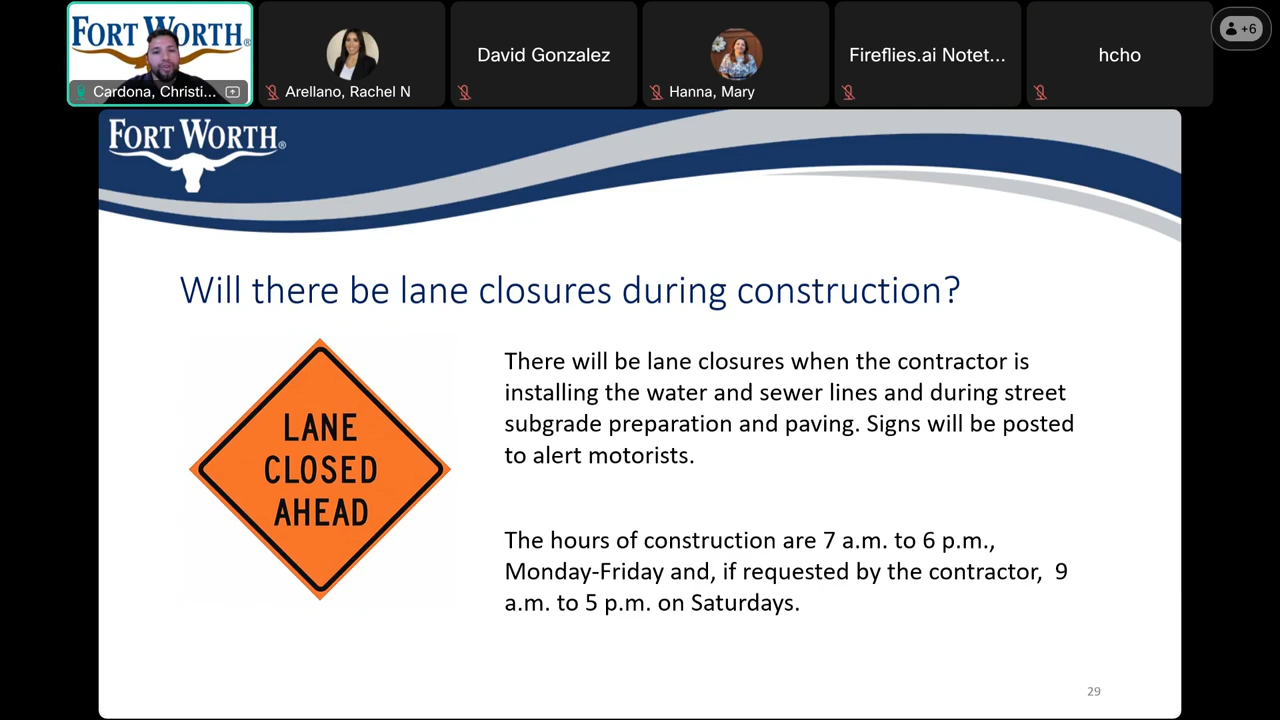 FORT WORTH®
Cardona, Christi...
Arellano, Rachel N
David Gonzalez
Hanna, Mary
Fireflies.ai Notet...
hcho
+6
FORT WORTH®
Will there be lane closures during construction?
LANE
CLOSED
AHEAD
There will be lane closures when the contractor is
installing the water and sewer lines and during street
subgrade preparation and paving. Signs will be posted
to alert motorists.
The hours of construction are 7 a.m. to 6 p.m.,
Monday-Friday and, if requested by the contractor,  9
a.m. to 5 p.m. on Saturdays.
29